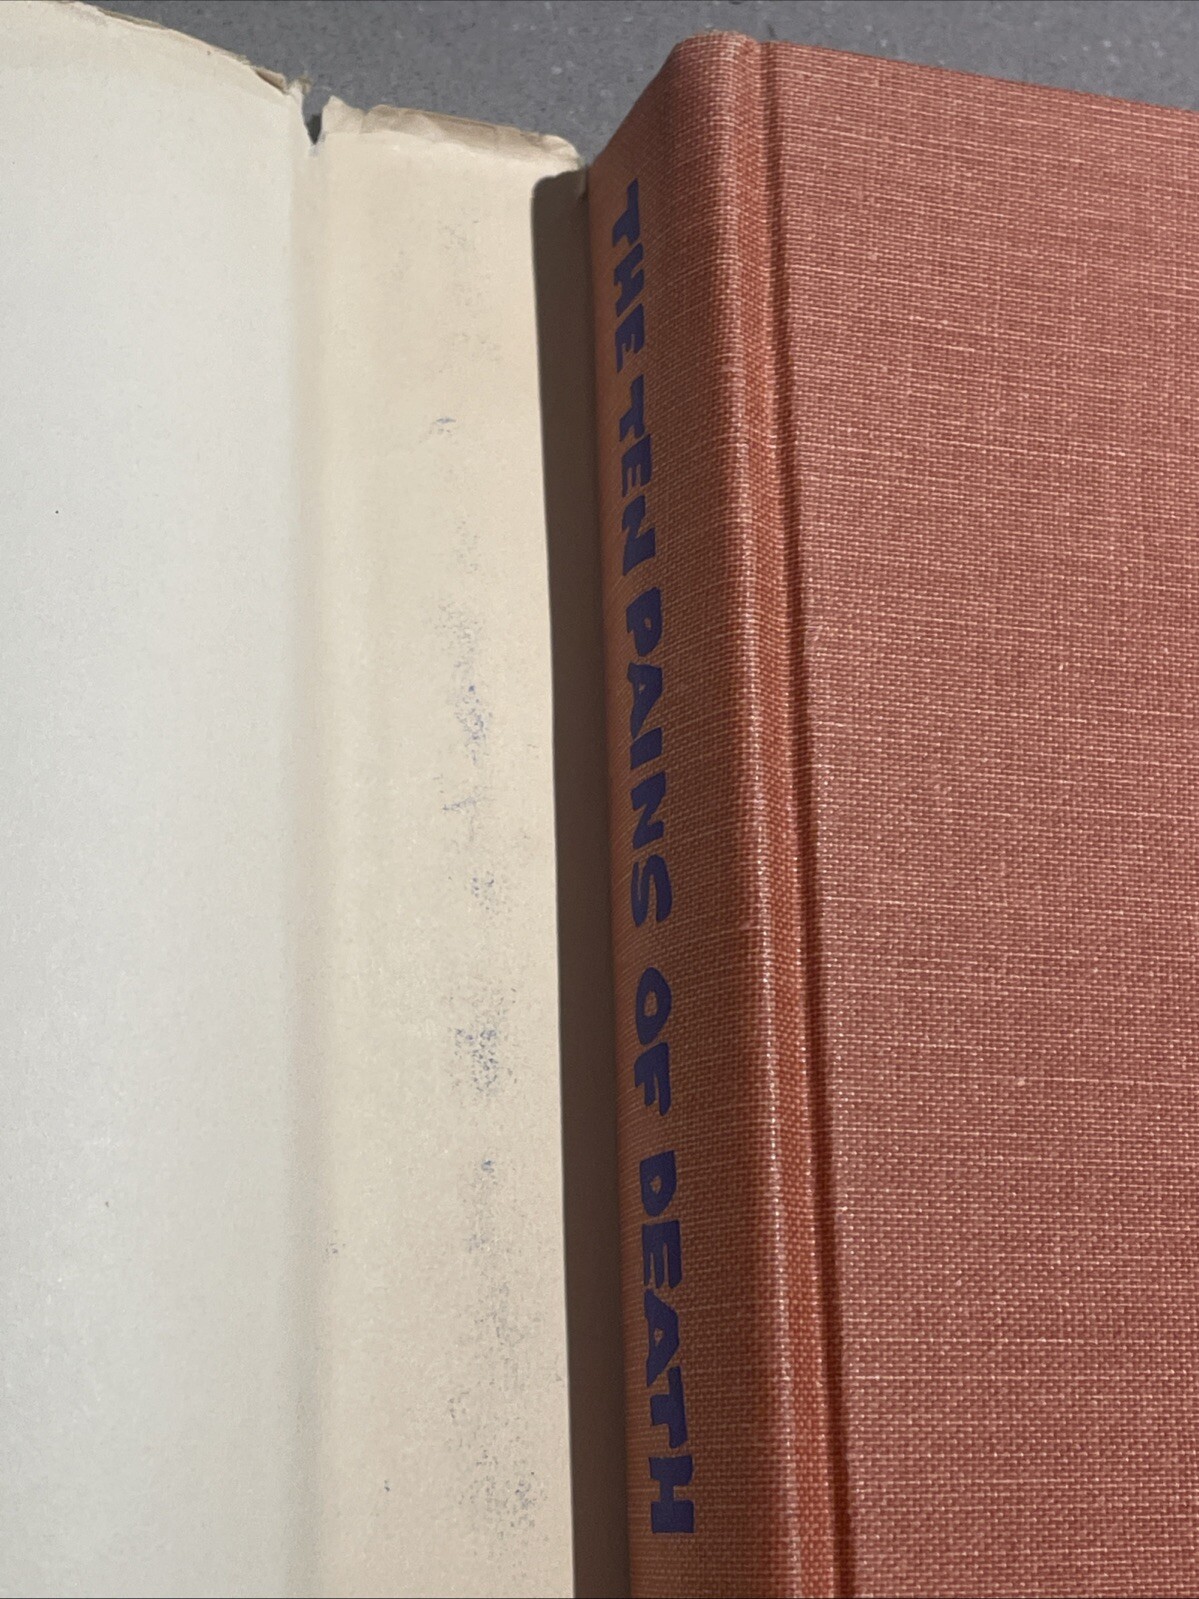 THE TEN PAINS OF DEATH